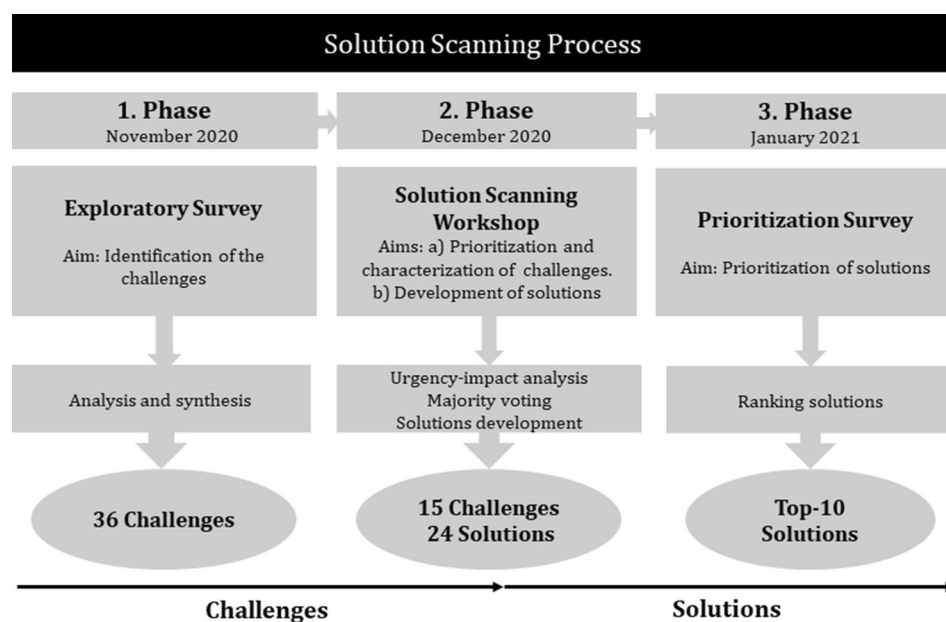 Solution Scanning Process
1. Phase
November 2020
2. Phase
December 2020
3. Phase
January 2021
Exploratory Survey
Aim: Identification of the
challenges
Solution Scanning
Workshop
Aims: a) Prioritization and
characterization of challenges.
b) Development of solutions
Prioritization Survey
Aim: Prioritization of solutions
Analysis and synthesis
Urgency-impact analysis
Majority voting
Solutions development
Ranking solutions
36 Challenges
15 Challenges
24 Solutions
Top-10
Solutions
Challenges
Solutions